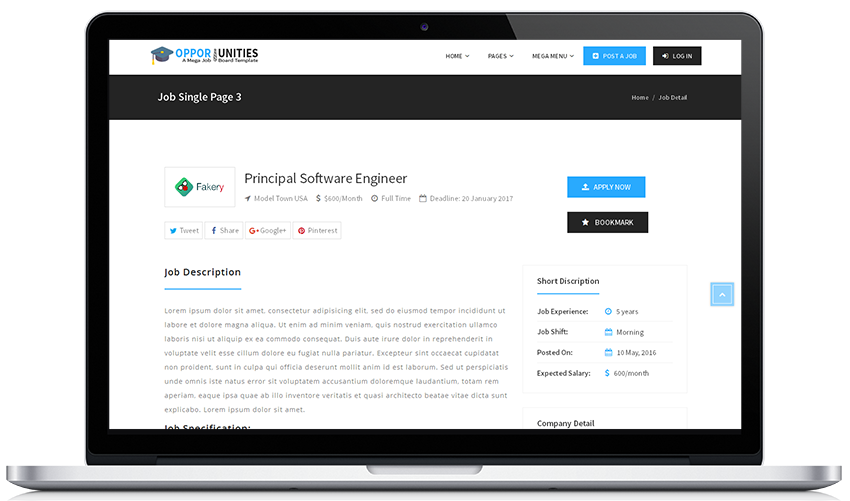 OPPOR UNITIES
A Mega Job Board Template
HOME PAGES MEGA MENU POST A JOB LOG IN
Job Single Page 3
Home / Job Detail
Fakery
Principal Software Engineer
Model Town USA $600/Month Full Time Deadline: 20 January 2017
APPLY NOW
BOOKMARK
Tweet Share Google+ Pinterest
Job Description
Lorem ipsum dolor sit amet, consectetur adipisicing elit, sed do eiusmod tempor incididunt ut
labore et dolore magna aliqua. Ut enim ad minim veniam, quis nostrud exercitation ullamco
laboris nisi ut aliquip ex ea commodo consequat. Duis aute irure dolor in reprehenderit in
voluptate velit esse cillum dolore eu fugiat nulla pariatur. Excepteur sint occaecat cupidatat
non proident, sunt in culpa qui officia deserunt mollit anim id est laborum. Sed ut perspiciatis
unde omnis iste natus error sit voluptatem accusantium doloremque laudantium, totam rem
aperiam, eaque ipsa quae ab illo inventore veritatis et quasi architecto beatae vitae dicta sunt
explicabo. Lorem ipsum dolor sit amet.
Job Specification:
Short Discription
Job Experience: 5 years
Job Shift: Morning
Posted On: 10 May, 2016
Expected Salary: $ 600/month
Company Detail